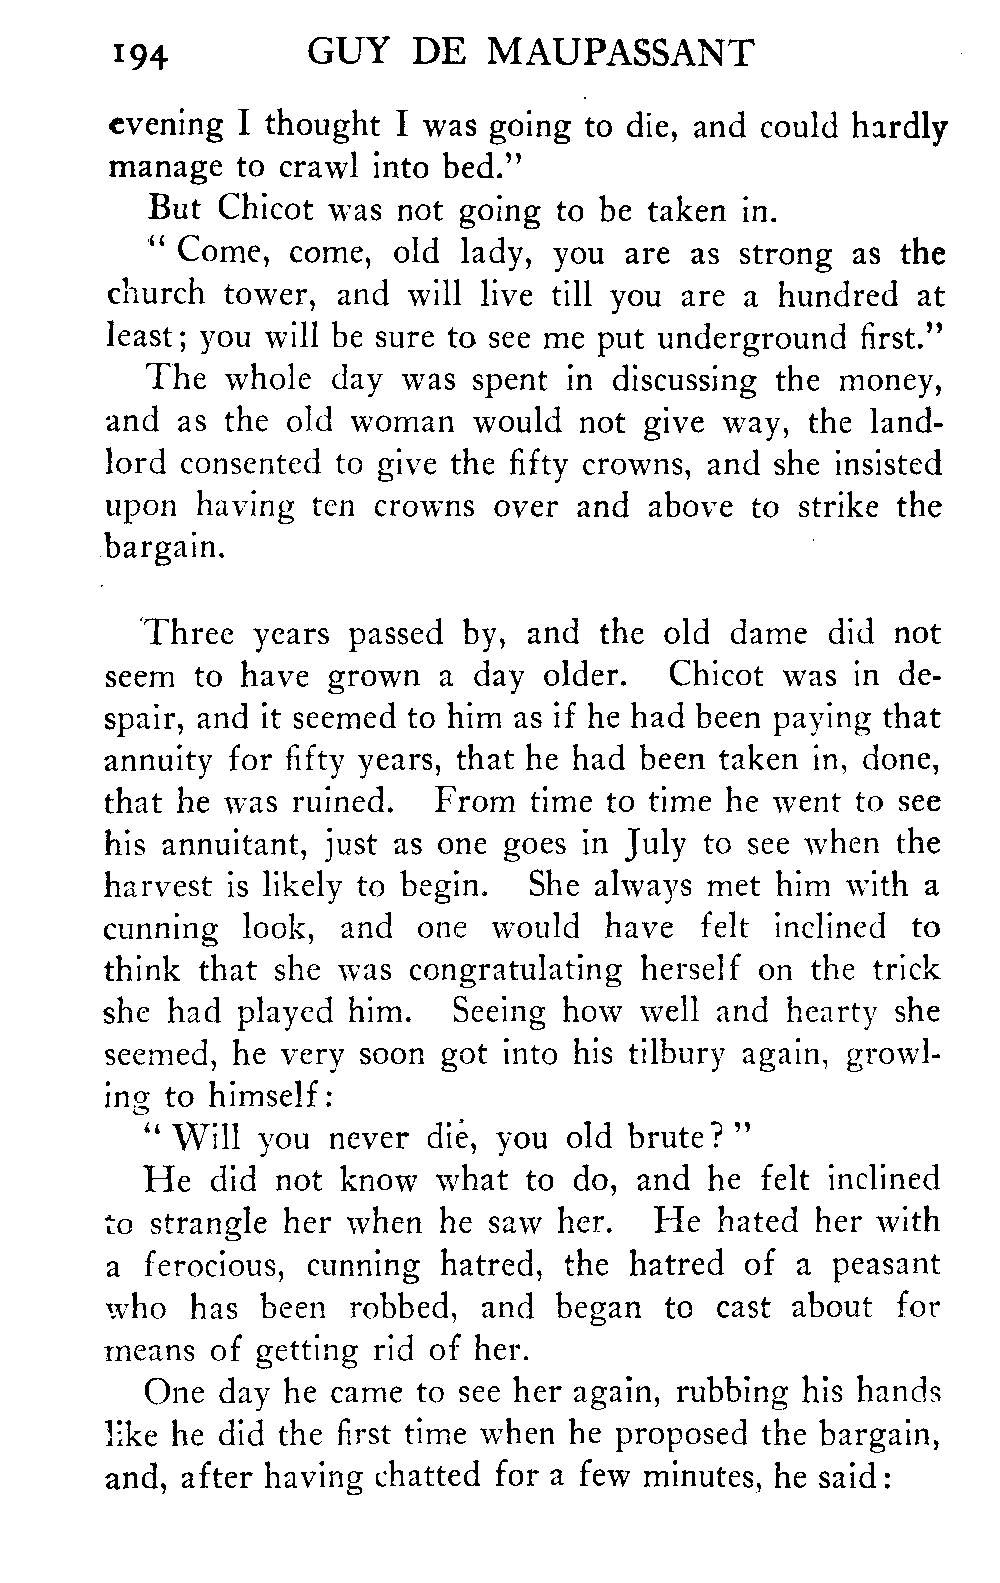 194 GUY DE MAUPASSANT
evening I thought I was going to die, and could hardly
manage to crawl into bed."
But Chicot was not going to be taken in.
"Come, come, old lady, you are as strong as the
church tower, and will live till you are a hundred at
least; you will be sure to see me put underground first."
The whole day was spent in discussing the money,
and as the old woman would not give way, the land-
lord consented to give the fifty crowns, and she insisted
upon having ten crowns over and above to strike the
bargain.
Three years passed by, and the old dame did not
seem to have grown a day older. Chicot was in de-
spair, and it seemed to him as if he had been paying that
annuity for fifty years, that he had been taken in, done,
that he was ruined. From time to time he went to see
his annuitant, just as one goes in July to see when the
harvest is likely to begin. She always met him with a
cunning look, and one would have felt inclined to
think that she was congratulating herself on the trick
she had played him. Seeing how well and hearty she
seemed, he very soon got into his tilbury again, growl-
ing to himself:
"Will you never die, you old brute?"
He did not know what to do, and he felt inclined
to strangle her when he saw her. He hated her with
a ferocious, cunning hatred, the hatred of a peasant
who has been robbed, and began to cast about for
means of getting rid of her.
One day he came to see her again, rubbing his hands
like he did the first time when he proposed the bargain,
and, after having chatted for a few minutes, he said: